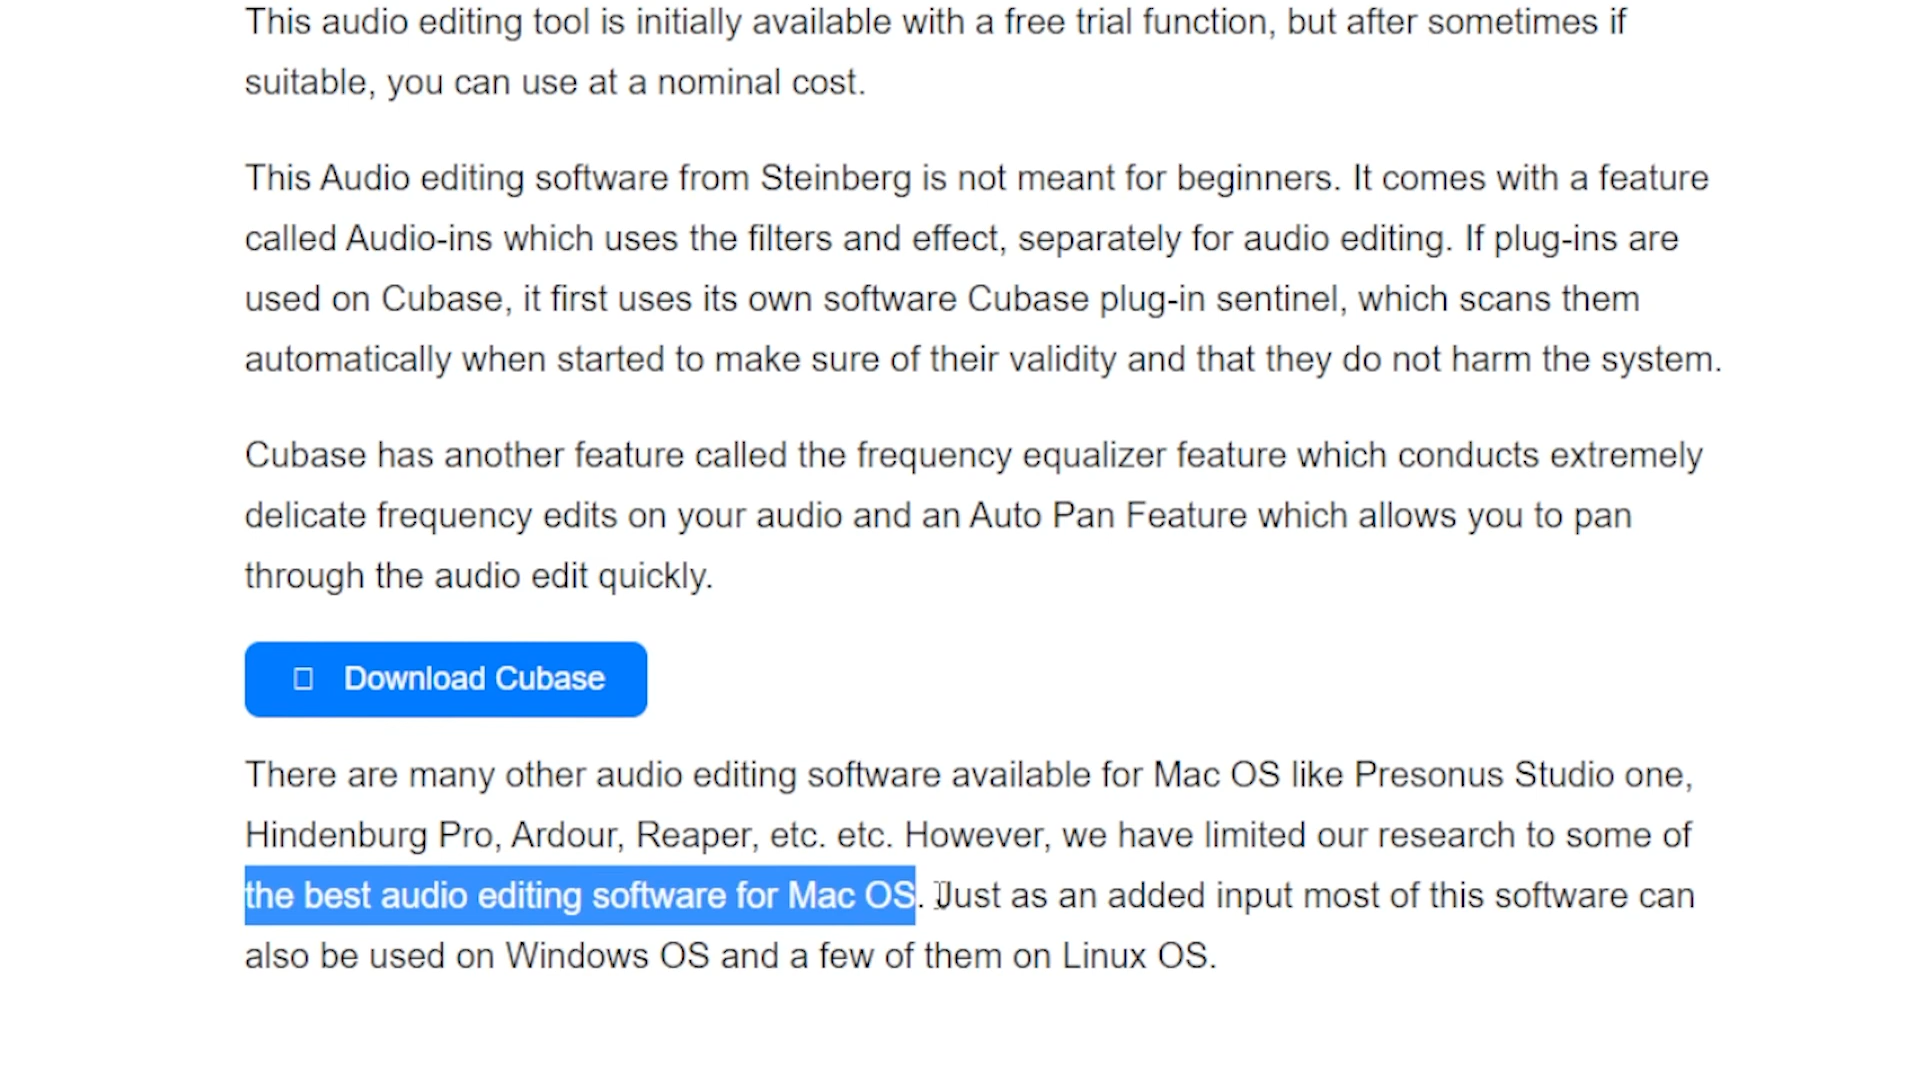 This audio editing tool is initially available with a free trial function, but after sometimes if
suitable, you can use at a nominal cost.
This Audio editing software from Steinberg is not meant for beginners. It comes with a feature
called Audio-ins which uses the filters and effect, separately for audio editing. If plug-ins are
used on Cubase, it first uses its own software Cubase plug-in sentinel, which scans them
automatically when started to make sure of their validity and that they do not harm the system.
Cubase has another feature called the frequency equalizer feature which conducts extremely
delicate frequency edits on your audio and an Auto Pan Feature which allows you to pan
through the audio edit quickly.
Download Cubase
There are many other audio editing software available for Mac OS like Presonus Studio one,
Hindenburg Pro, Ardour, Reaper, etc. etc. However, we have limited our research to some of
the best audio editing software for Mac OS. Just as an added input most of this software can
also be used on Windows OS and a few of them on Linux OS.